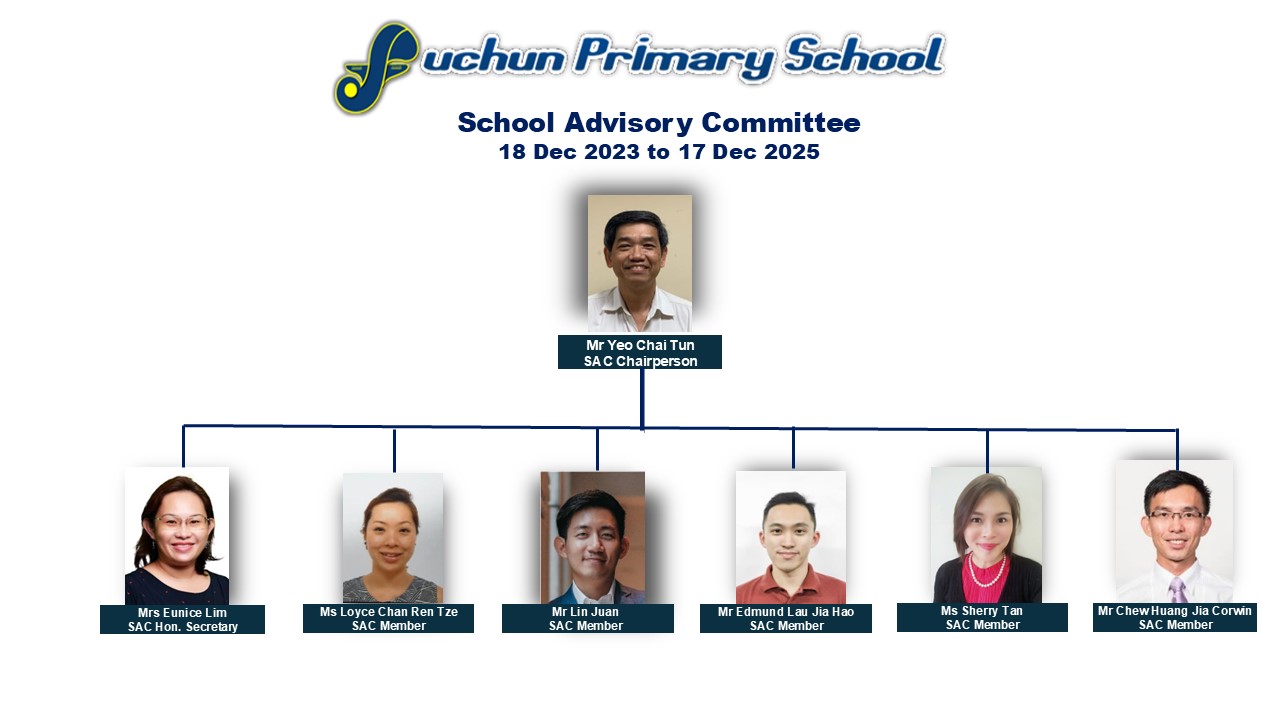 Fuchun Primary School
School Advisory Committee
18 Dec 2023 to 17 Dec 2025
Mr Yeo Chai Tun
SAC Chairperson
Mrs Eunice Lim
SAC Hon. Secretary
Ms Loyce Chan Ren Tze
SAC Member
Mr Lin Juan
SAC Member
Mr Edmund Lau Jia Hao
SAC Member
Ms Sherry Tan
SAC Member
Mr Chew Huang Jia Corwin
SAC Member